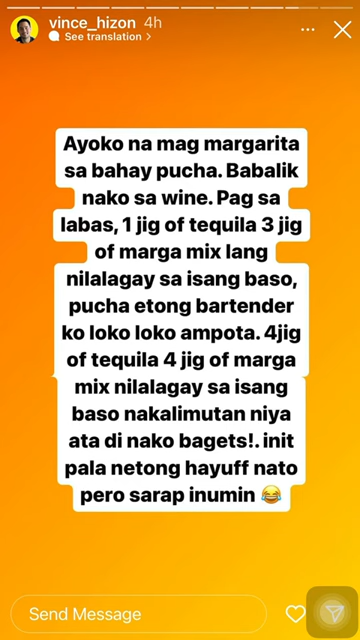 vince_hizon 4h
See translation >
Ayoko na mag margarita
sa bahay pucha. Babalik
nako sa wine. Pag sa
labas, 1 jig of tequila 3 jig
of marga mix lang
nilalagay sa isang baso,
pucha etong bartender
ko loko loko ampota. 4jig
of tequila 4 jig of marga
mix nilalagay sa isang
baso nakalimutan niya
ata di nako bagets!. init
pala netong hayuff nato
pero sarap inumin 😂
Send Message